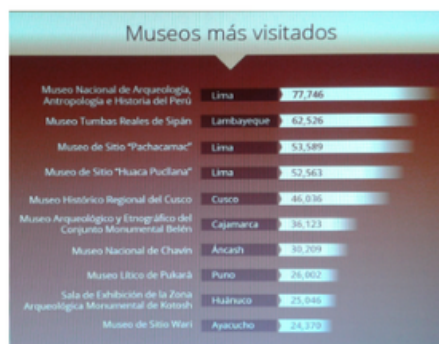 Museos más visitados
Museo Nacional de Arqueología,
Antropología e Historia del Perú Lima 77,746
Museo Tumbas Reales de Sipán Lambayeque 62,526
Museo de Sitio "Pachacamac" Lima 53,589
Museo de Sitio "Huaca Pucllana" Lima 52,563
Museo Histórico Regional del Cusco Cusco 46,036
Museo Arqueológico y Etnográfico del
Conjunto Monumental Belén Cajamarca 36,123
Museo Nacional de Chavín Áncash 30,209
Museo Lítico de Pukará Puno 26,002
Sala de Exhibición de la Zona
Arqueológica Monumental de Kotosh Huánuco 25,046
Museo de Sitio Wari Ayacucho 24,370